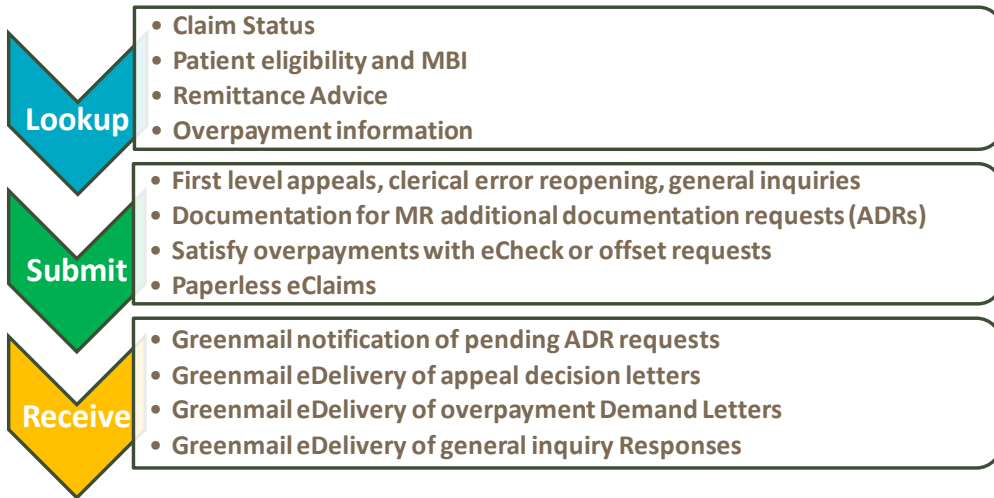 Lookup
• Claim Status
• Patient eligibility and MBI
• Remittance Advice
• Overpayment information
Submit
• First level appeals, clerical error reopening, general inquiries
• Documentation for MR additional documentation requests (ADRs)
• Satisfy overpayments with eCheck or offset requests
• Paperless eClaims
Receive
• Greenmail notification of pending ADR requests
• Greenmail eDelivery of appeal decision letters
• Greenmail eDelivery of overpayment Demand Letters
• Greenmail eDelivery of general inquiry Responses